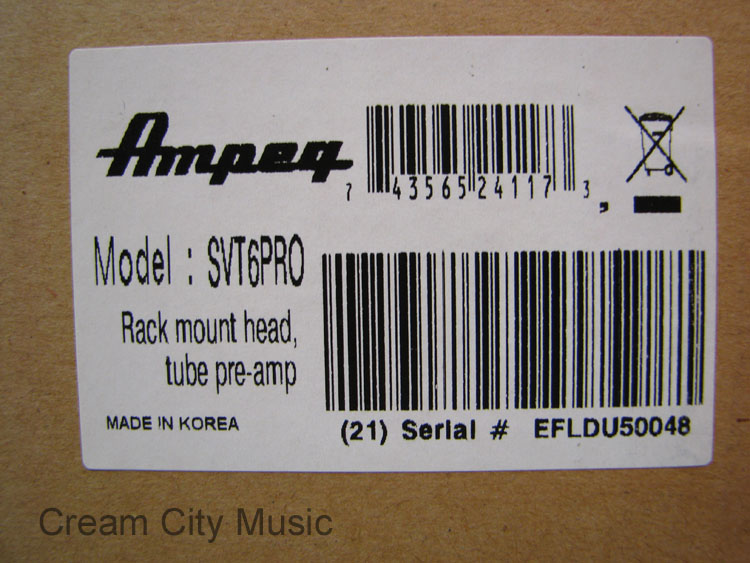 Ampeg
7 43565 24117 3
,
Model : SVT6PRO
Rack mount head,
tube pre-amp
MADE IN KOREA
(21) Serial # EFLDU50048
Cream City Music